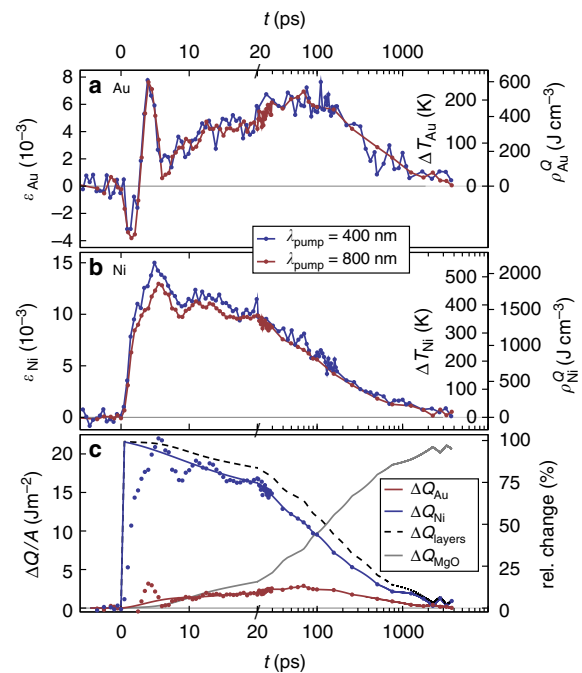 t (ps)
0 10 20 100 1000
a Au
8
6
4
2
0
−2
−4
ε_Au (10⁻³)
200
100
0
ΔT_Au (K)
600
400
200
0
ρ^Q_Au (J cm⁻³)
λ_pump = 400 nm
λ_pump = 800 nm
b Ni
15
10
5
0
ε_Ni (10⁻³)
500
400
300
200
100
0
ΔT_Ni (K)
2000
1500
1000
500
0
ρ^Q_Ni (J cm⁻³)
c
20
15
10
5
0
ΔQ/A (Jm⁻²)
100
75
50
25
0
rel. change (%)
ΔQ_Au
ΔQ_Ni
ΔQ_layers
ΔQ_MgO
0 10 20 100 1000
t (ps)